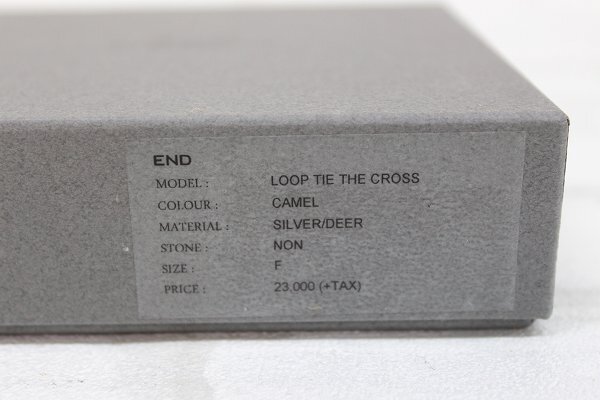 END
MODEL : LOOP TIE THE CROSS
COLOUR : CAMEL
MATERIAL : SILVER/DEER
STONE : NON
SIZE : F
PRICE : 23.000 (+TAX)